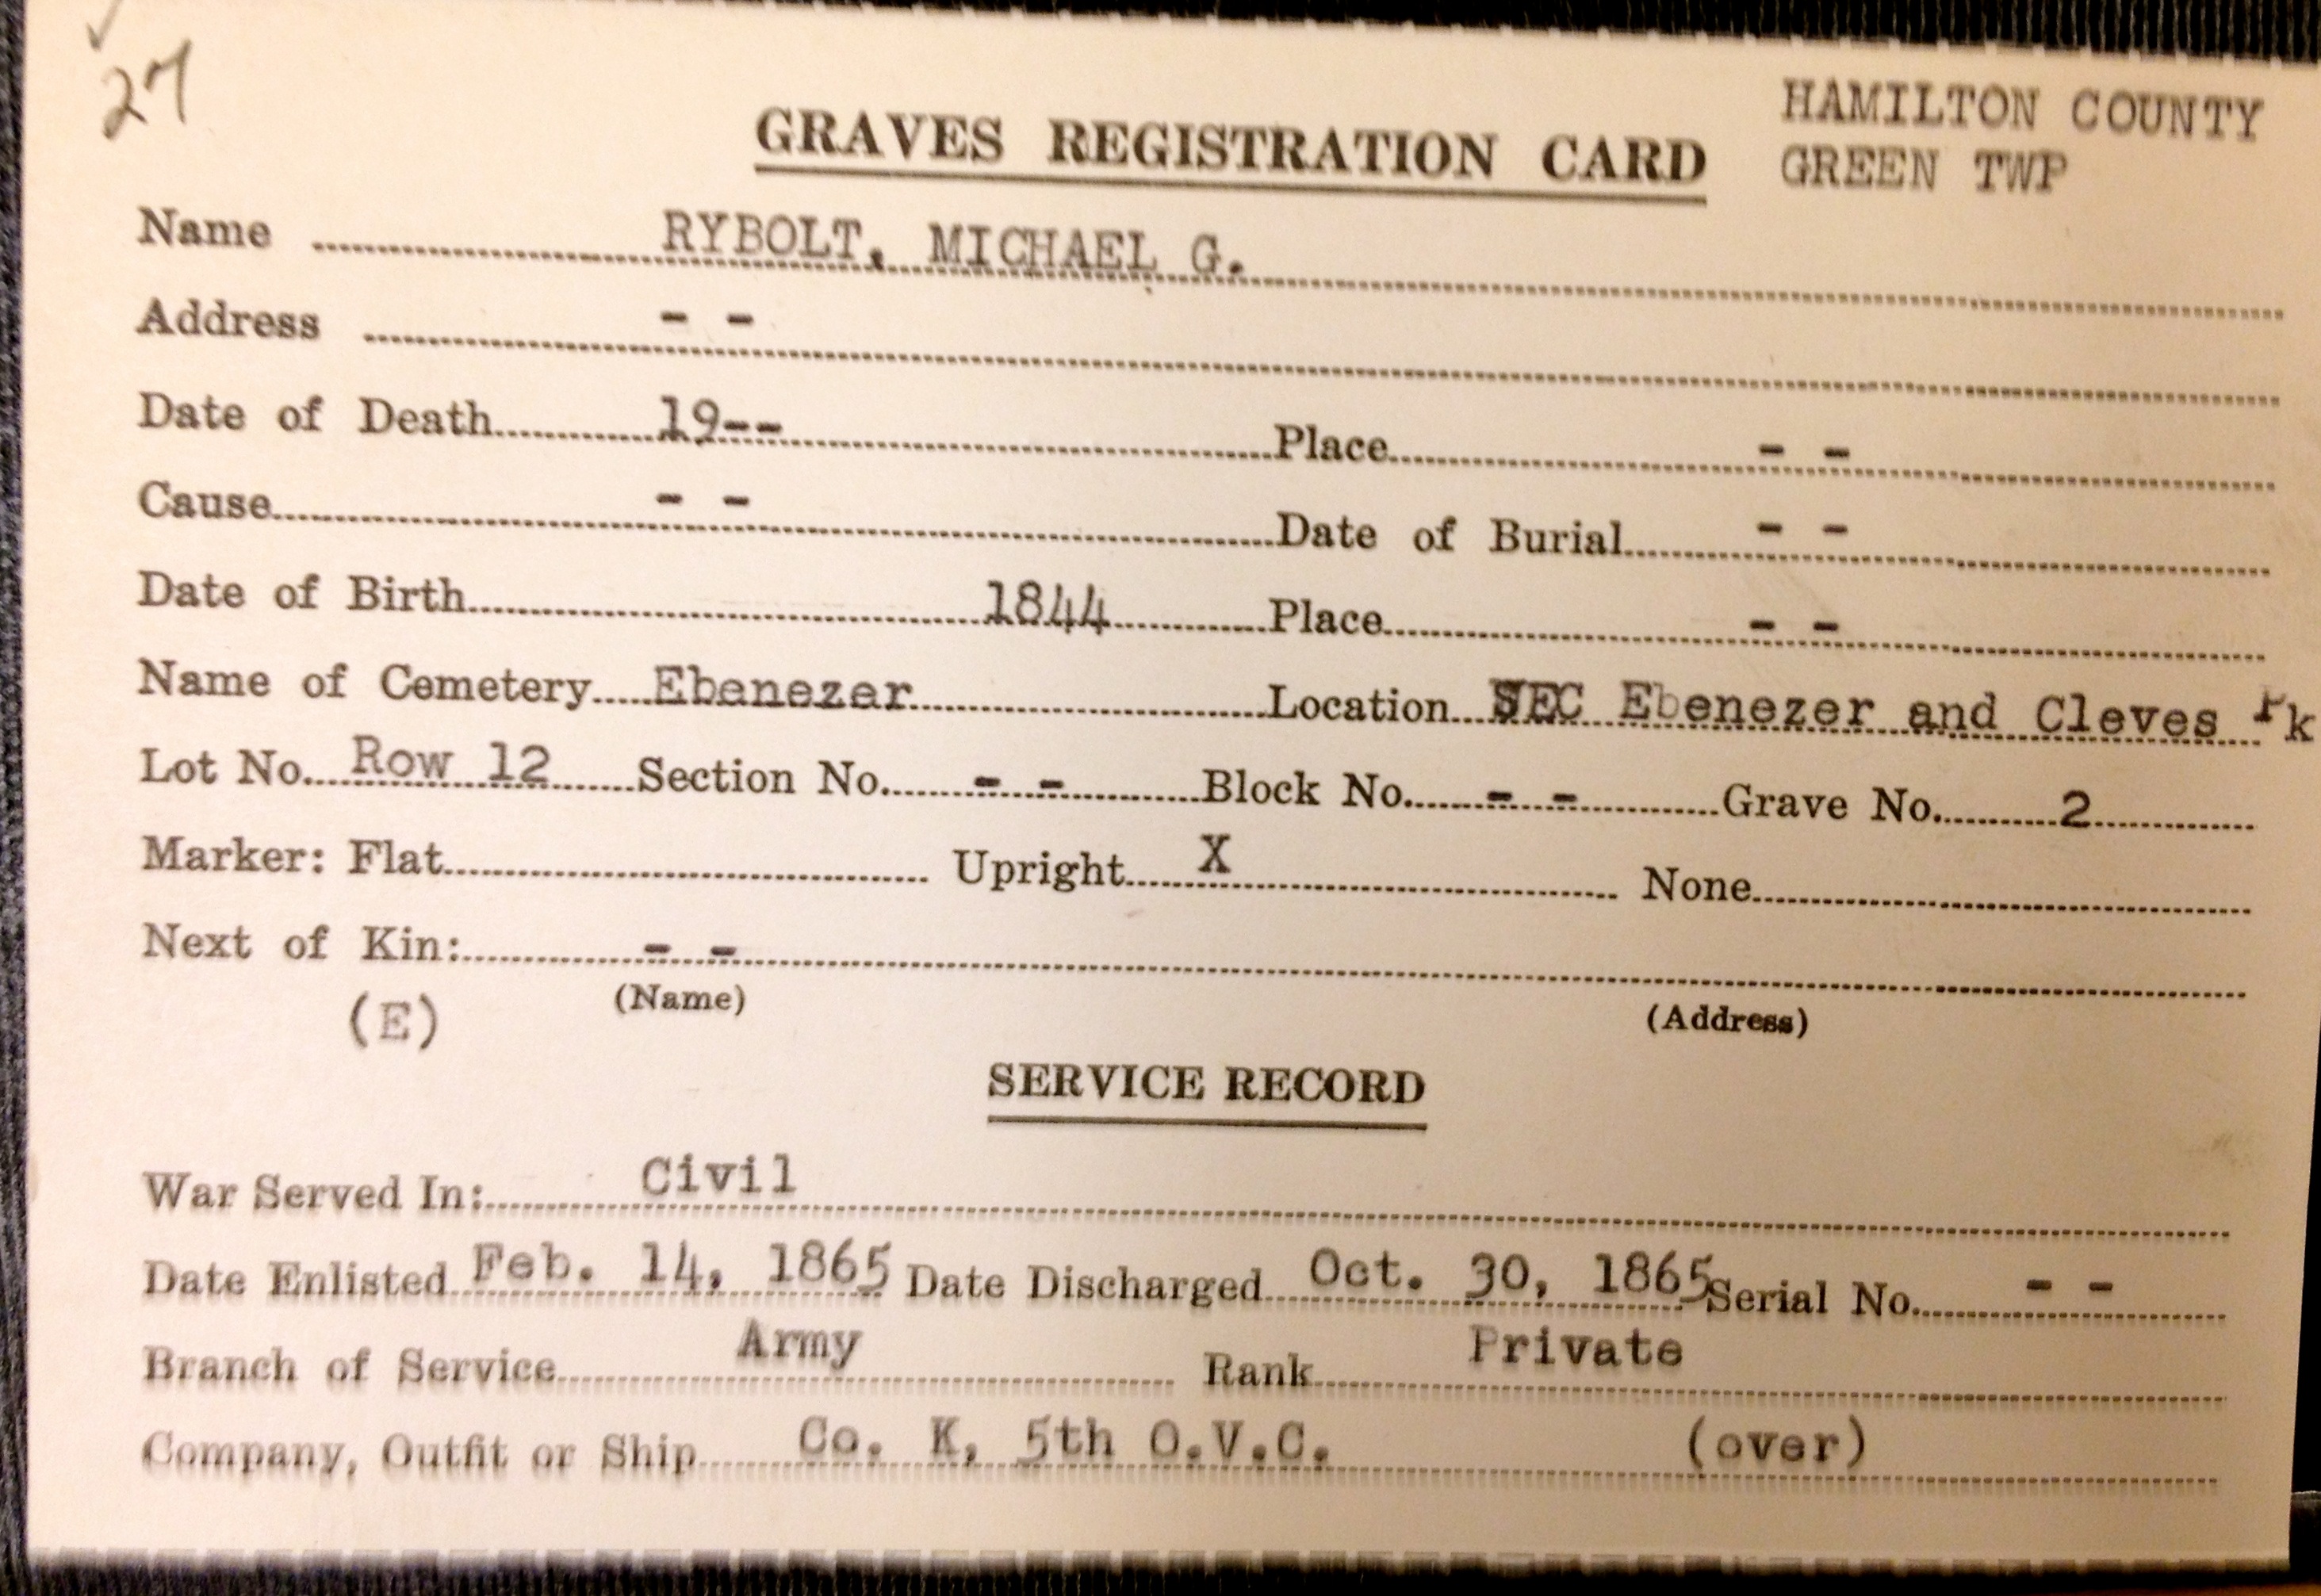 27
HAMILTON COUNTY
GRAVES REGISTRATION CARD GREEN TWP
Name RYBOLT, MICHAEL G.
Address - -
Date of Death 19-- Place - -
Cause - - Date of Burial - -
Date of Birth 1844 Place - -
Name of Cemetery Ebenezer Location SEC Ebenezer and Cleves Pk
Lot No. Row 12 Section No. - - Block No. - - Grave No. 2
Marker: Flat Upright X None
Next of Kin: - -
(E) (Name) (Address)
SERVICE RECORD
War Served In: Civil
Date Enlisted Feb. 14, 1865 Date Discharged Oct. 30, 1865 Serial No. - -
Branch of Service Army Rank Private
Company, Outfit or Ship Co. K, 5th O.V.C. (over)